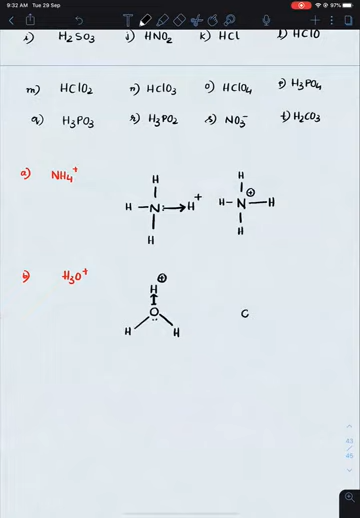 9:32 AM Tue 29 Sep
97%
i) H2SO3 j) HNO2 k) HCl l) HClO
m) HClO2 n) HClO3 o) HClO4 p) H3PO4
q) H3PO3 r) H3PO2 s) NO3⁻ t) H2CO3
a) NH4⁺
H
H – N: → H⁺
H
H
H – N⊕ – H
H
b) H3O⁺
⊕
H
O
H H
C
43
/
45